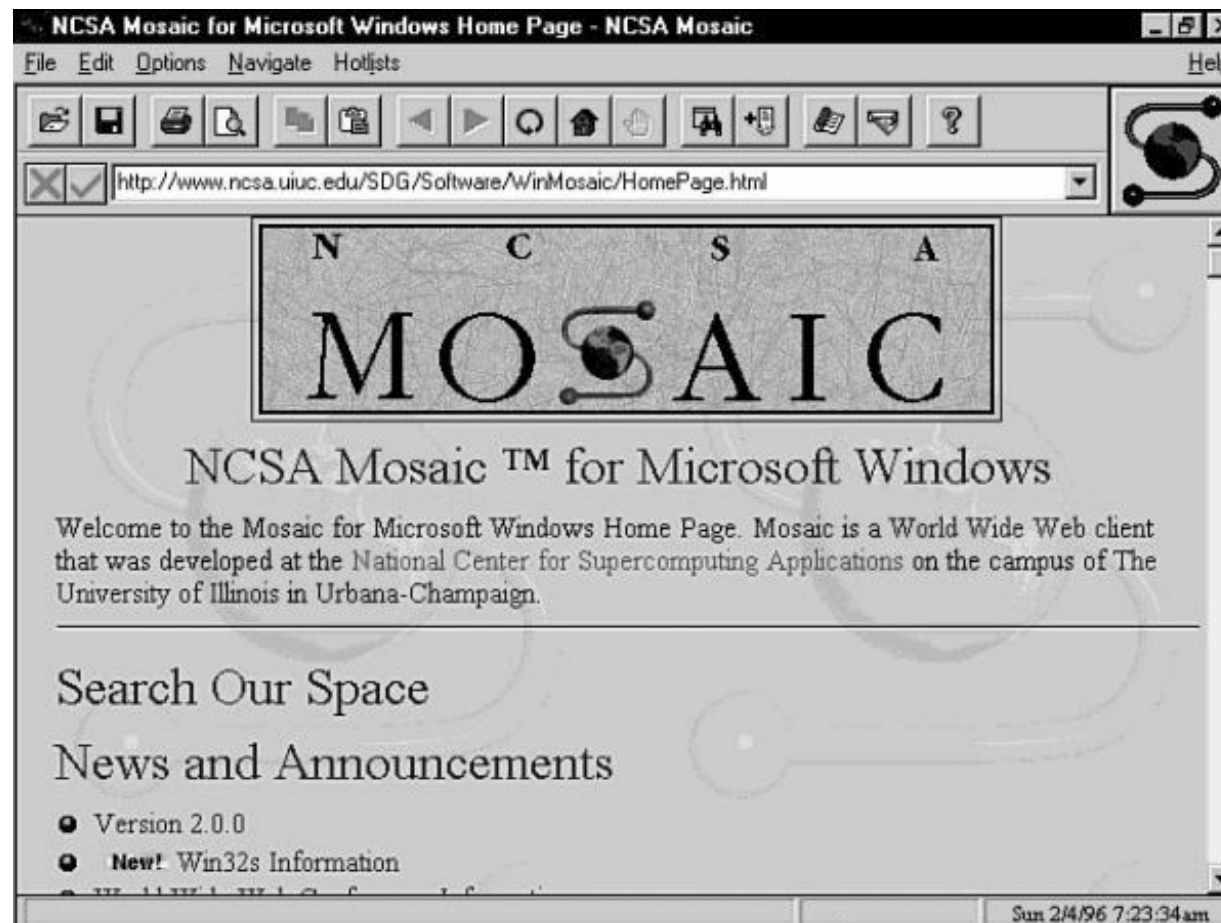 NCSA Mosaic for Microsoft Windows Home Page - NCSA Mosaic
File Edit Options Navigate Hotlists Hel
http://www.ncsa.uiuc.edu/SDG/Software/WinMosaic/HomePage.html
N C S A
MOSAIC
NCSA Mosaic ™ for Microsoft Windows
Welcome to the Mosaic for Microsoft Windows Home Page. Mosaic is a World Wide Web client
that was developed at the National Center for Supercomputing Applications on the campus of The
University of Illinois in Urbana-Champaign.
Search Our Space
News and Announcements
Version 2.0.0
New! Win32s Information
Sun 2/4/96 7:23:34am